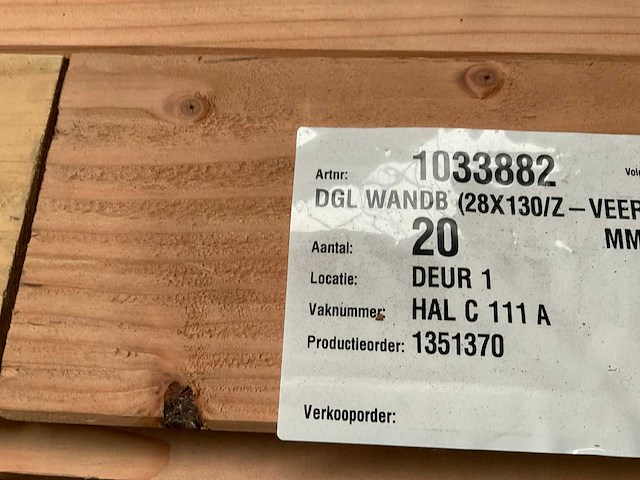 Artnr: 1033882
DGL WANDB (28X130/Z – VEER
Aantal: 20 MM
Locatie: DEUR 1
Vaknummer: HAL C 111 A
Productieorder: 1351370
Verkooporder: